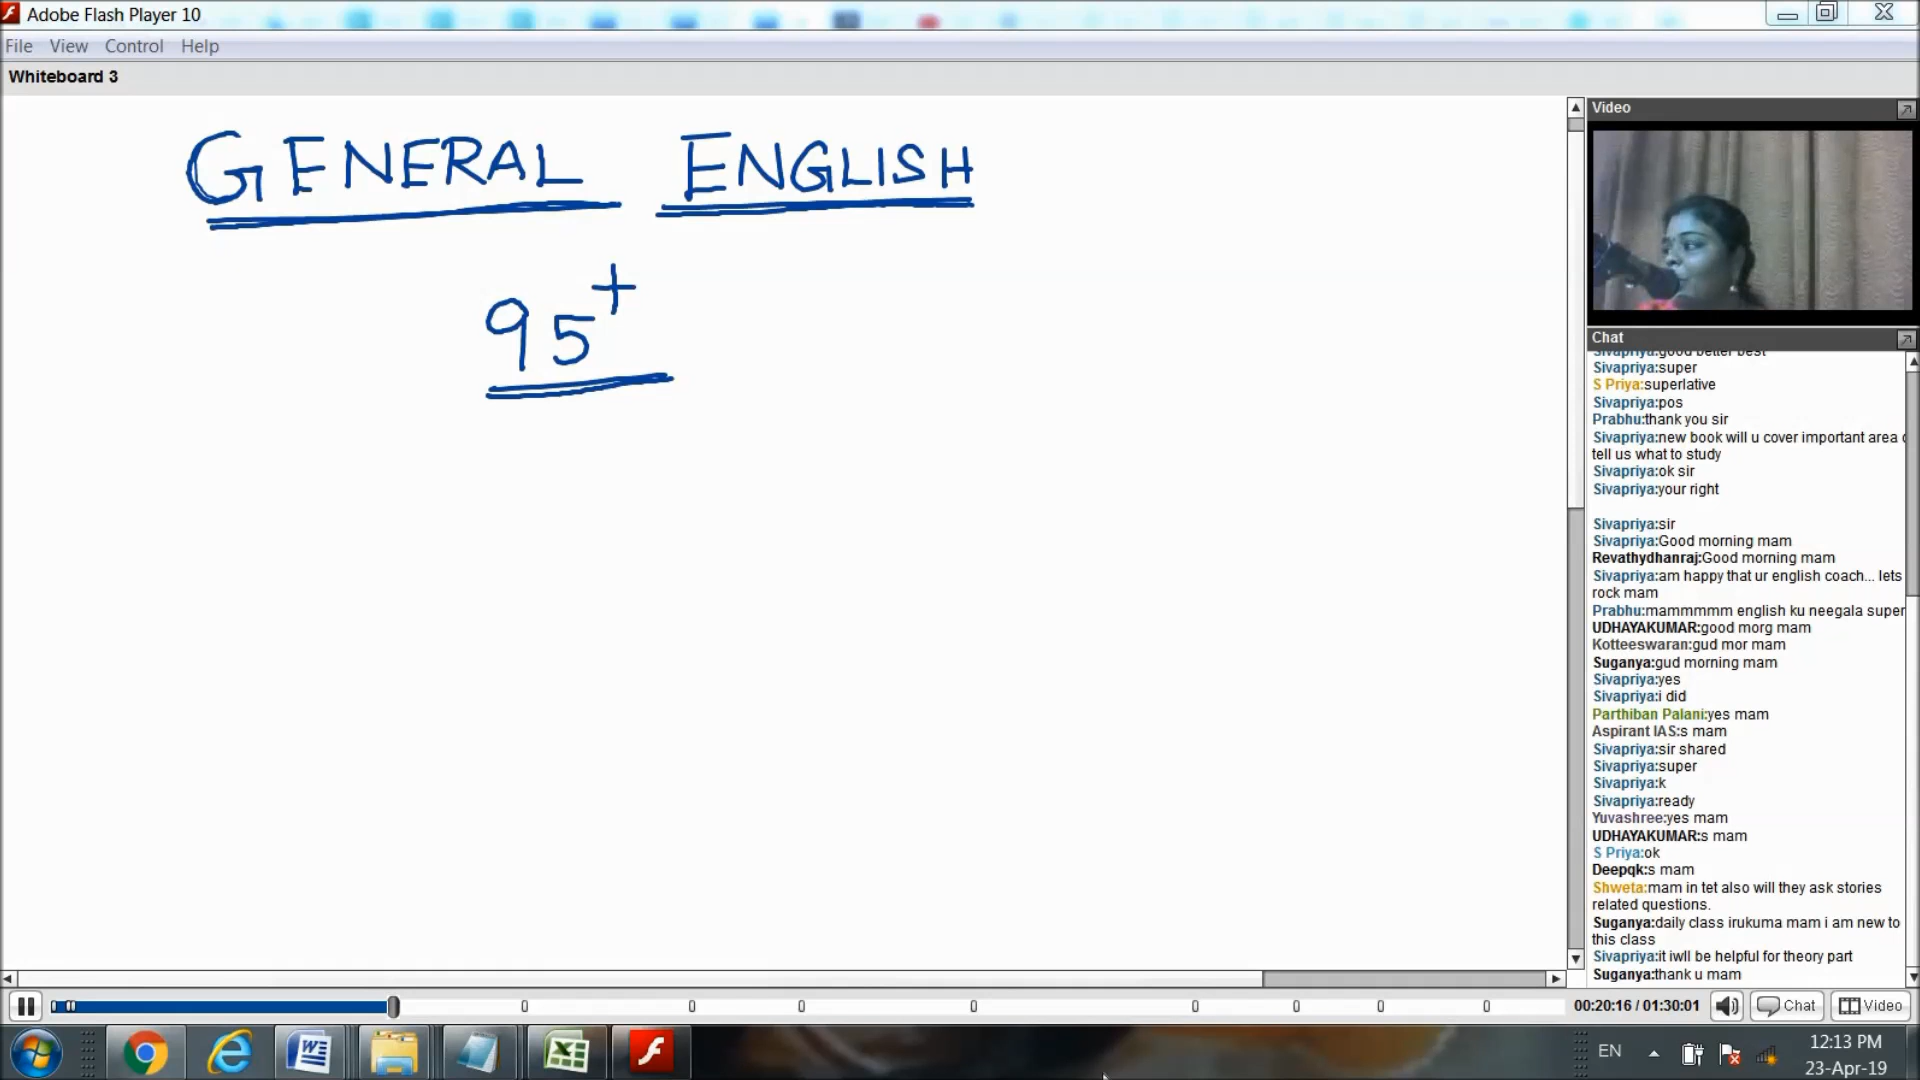 Adobe Flash Player 10
File View Control Help
Whiteboard 3
GENERAL ENGLISH
95+
Video
Chat
Sivapriya:good better best
Sivapriya:super
S Priya:superlative
Sivapriya:pos
Prabhu:thank you sir
Sivapriya:new book will u cover important area
tell us what to study
Sivapriya:ok sir
Sivapriya:your right
Sivapriya:sir
Sivapriya:Good morning mam
Revathydhanraj:Good morning mam
Sivapriya:am happy that ur english coach... lets
rock mam
Prabhu:mammmmm english ku neegala super
UDHAYAKUMAR:good morg mam
Kotteeswaran:gud mor mam
Suganya:gud morning mam
Sivapriya:yes
Sivapriya:i did
Parthiban Palani:yes mam
Aspirant IAS:s mam
Sivapriya:sir shared
Sivapriya:super
Sivapriya:k
Sivapriya:ready
Yuvashree:yes mam
UDHAYAKUMAR:s mam
S Priya:ok
Deepqk:s mam
Shweta:mam in tet also will they ask stories
related questions.
Suganya:daily class irukuma mam i am new to
this class
Sivapriya:it iwll be helpful for theory part
Suganya:thank u mam
00:20:16 / 01:30:01 Chat Video
EN
12:13 PM
23-Apr-19